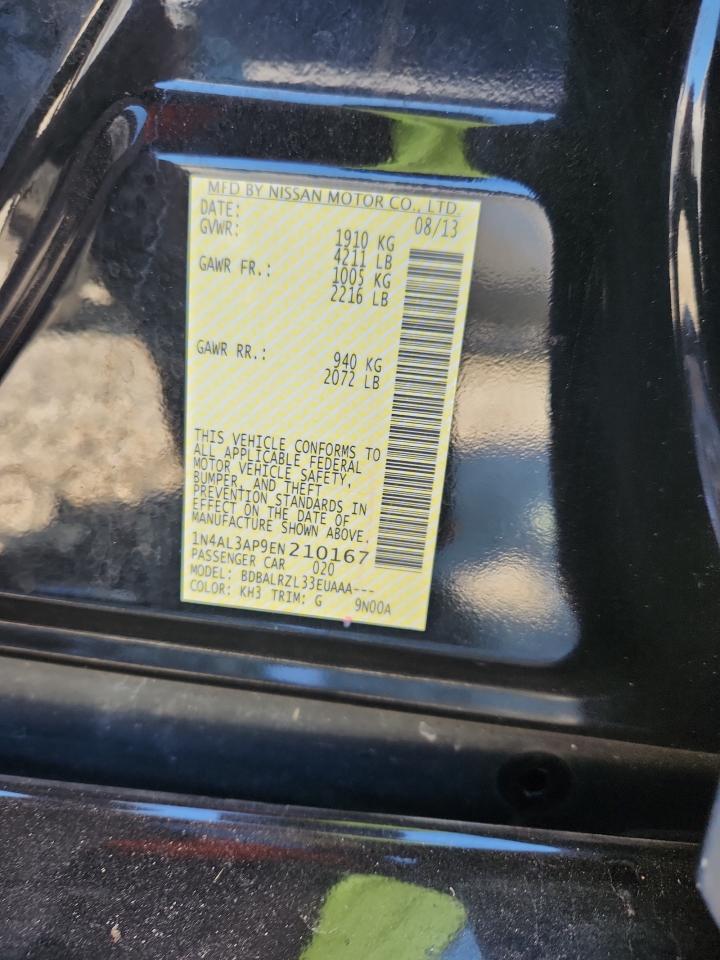 MFD BY NISSAN MOTOR CO., LTD.
DATE: 08/13
GVWR: 1910 KG
4211 LB
GAWR FR.: 1005 KG
2216 LB
GAWR RR.: 940 KG
2072 LB
THIS VEHICLE CONFORMS TO
ALL APPLICABLE FEDERAL
MOTOR VEHICLE SAFETY,
BUMPER, AND THEFT
PREVENTION STANDARDS IN
EFFECT ON THE DATE OF
MANUFACTURE SHOWN ABOVE.
1N4AL3AP9EN210167
PASSENGER CAR 020
MODEL: BDBALRZL33EUAAA---
COLOR: KH3 TRIM: G 9N00A